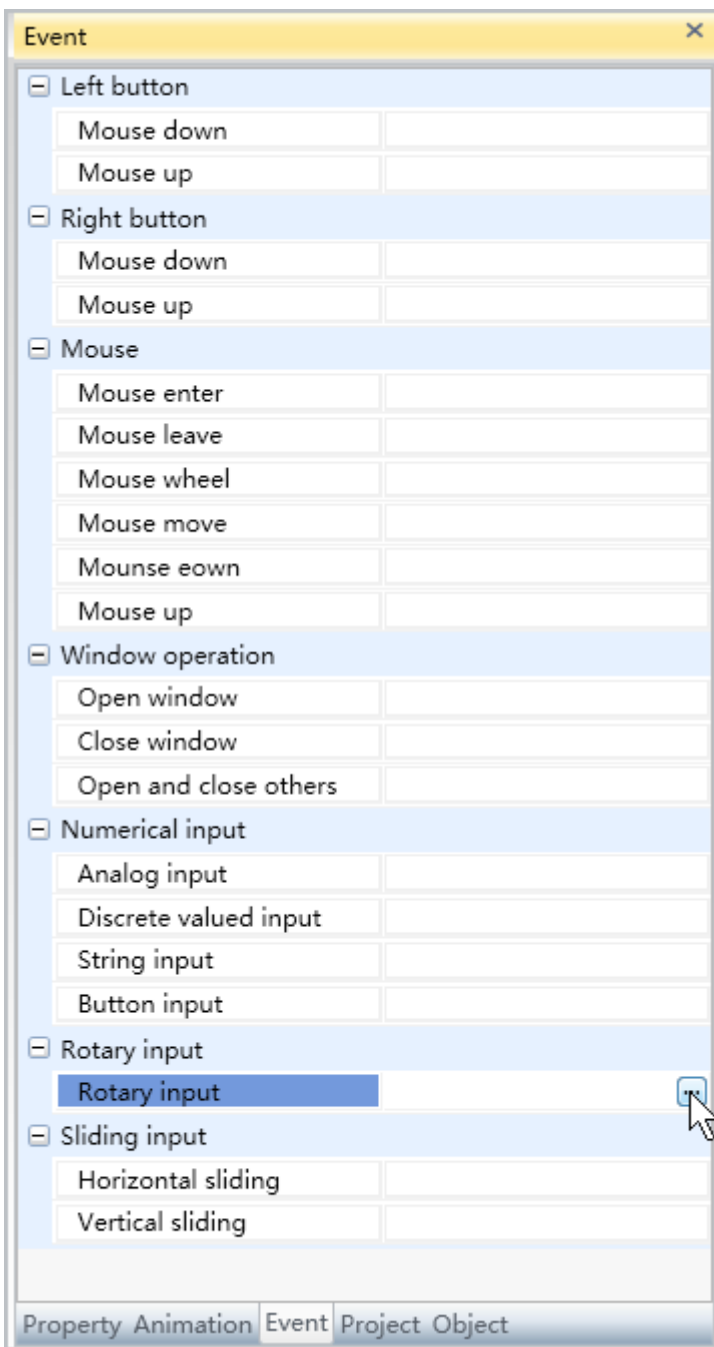 Event
Left button
Mouse down
Mouse up
Right button
Mouse down
Mouse up
Mouse
Mouse enter
Mouse leave
Mouse wheel
Mouse move
Mounse eown
Mouse up
Window operation
Open window
Close window
Open and close others
Numerical input
Analog input
Discrete valued input
String input
Button input
Rotary input
Rotary input ...
Sliding input
Horizontal sliding
Vertical sliding
Property Animation Event Project Object